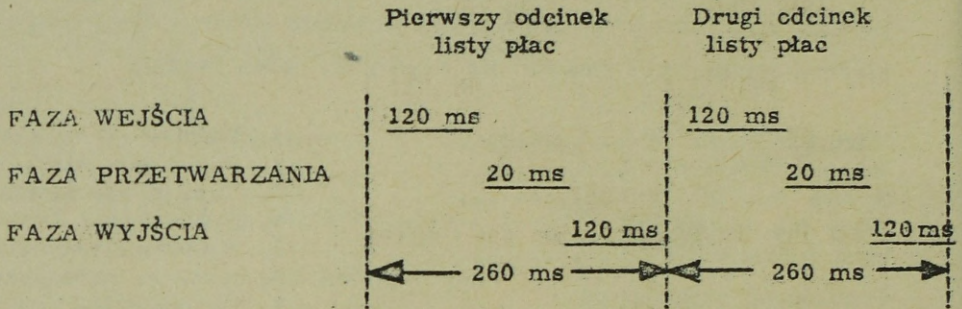 Pierwszy odcinek Drugi odcinek
listy płac listy płac
FAZA WEJŚCIA 120 ms 120 ms
FAZA PRZETWARZANIA 20 ms 20 ms
FAZA WYJŚCIA 120 ms 120 ms
260 ms 260 ms